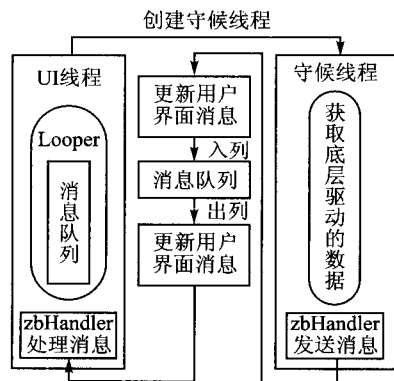 创建守候线程
UI线程
Looper
消息队列
zbHandler
处理消息
更新用户
界面消息
入列
消息队列
出列
更新用户
界面消息
守候线程
获取底层驱动的数据
zbHandler
发送消息